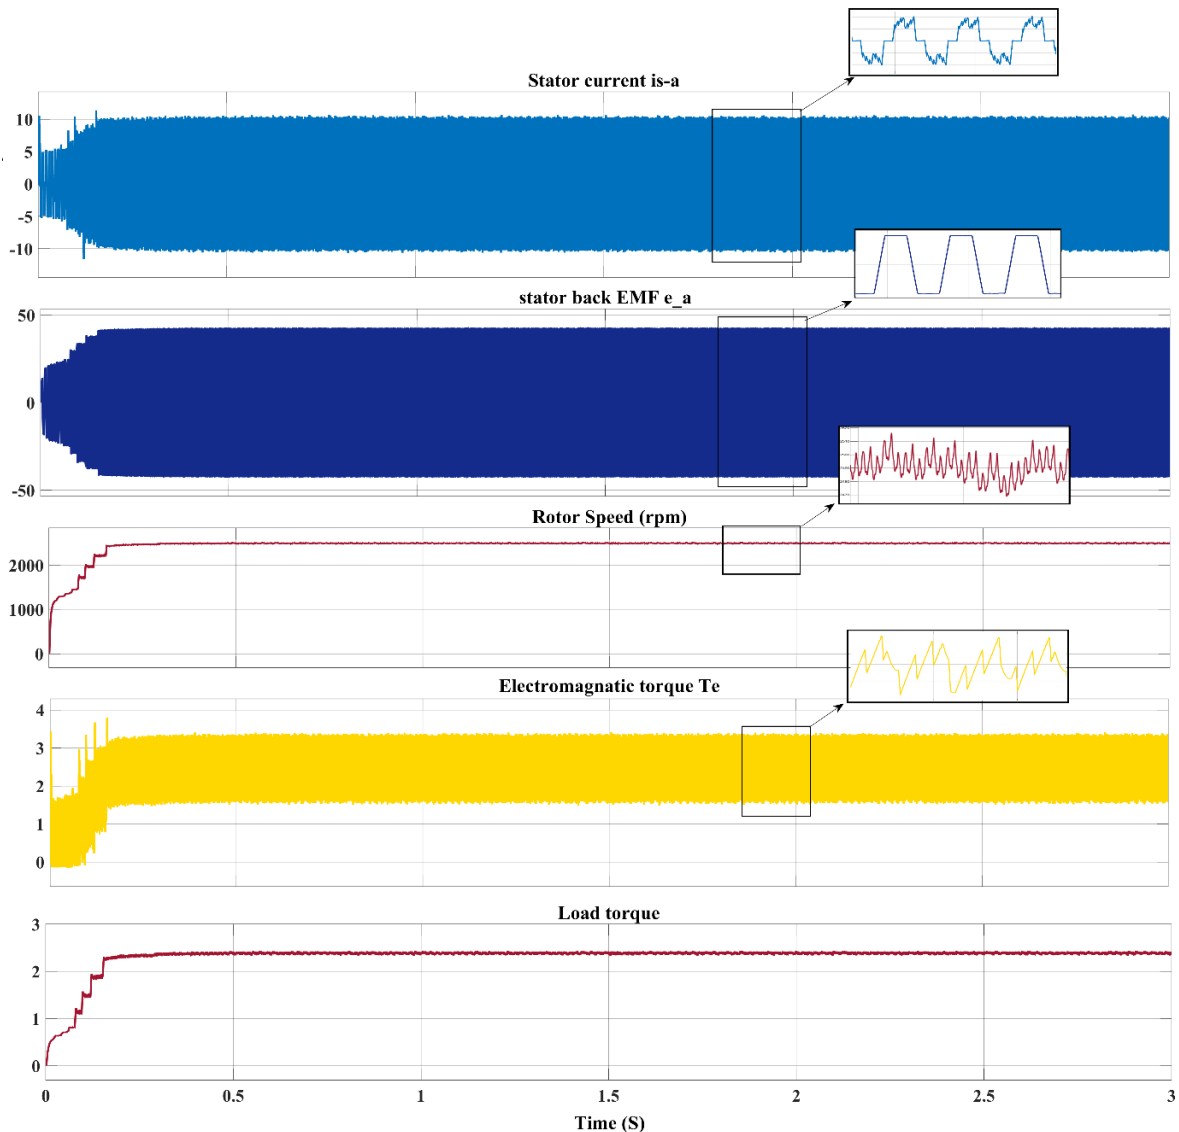 Stator current is-a
10
5
0
-5
-10
stator back EMF e_a
50
0
-50
Rotor Speed (rpm)
2000
1000
0
Electromagnatic torque Te
4
3
2
1
0
Load torque
3
2
1
0
0 0.5 1 1.5 2 2.5 3
Time (S)